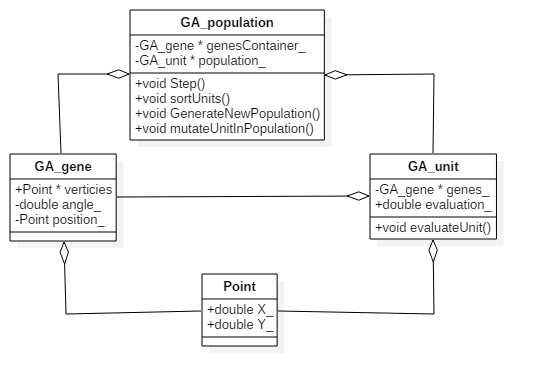 GA_population
-GA_gene * genesContainer_
-GA_unit * population_
+void Step()
+void sortUnits()
+void GenerateNewPopulation()
+void mutateUnitInPopulation()
GA_gene
+Point * verticies
-double angle_
-Point position_
GA_unit
-GA_gene * genes_
+double evaluation_
+void evaluateUnit()
Point
+double X_
+double Y_